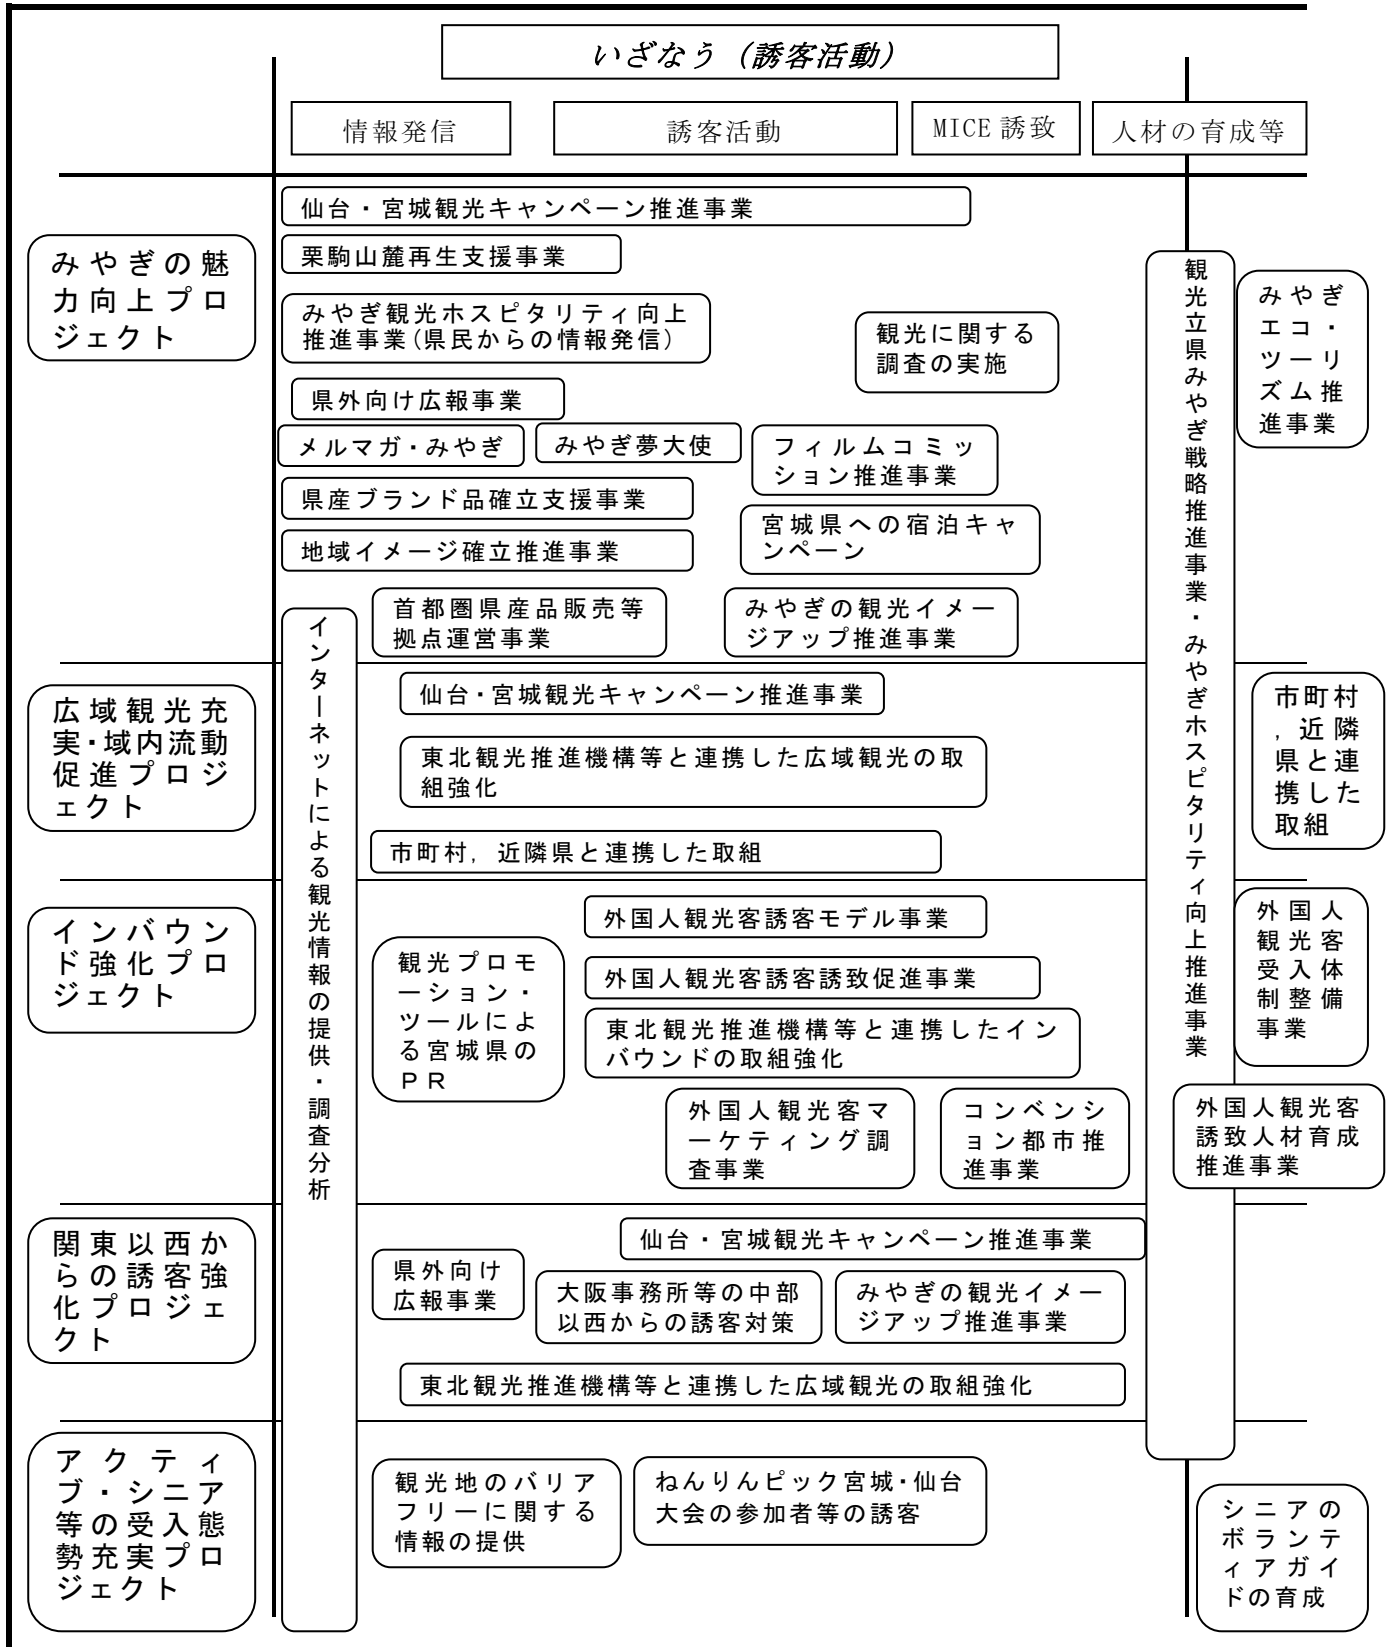 いざなう（誘客活動）
情報発信
誘客活動
MICE 誘致
人材の育成等
みやぎの魅
力向上プロ
ジェクト
仙台・宮城観光キャンペーン推進事業
栗駒山麓再生支援事業
みやぎ観光ホスピタリティ向上
推進事業(県民からの情報発信)
観光に関する
調査の実施
県外向け広報事業
メルマガ・みやぎ
みやぎ夢大使
フィルムコミッ
ション推進事業
県産ブランド品確立支援事業
宮城県への宿泊キャ
ンペーン
地域イメージ確立推進事業
首都圏県産品販売等
拠点運営事業
みやぎの観光イメー
ジアップ推進事業
インターネットによる観光情報の提供・調査分析
観光立県みやぎ戦略推進事業・みやぎホスピタリティ向上推進事業
みやぎ
エコ・
ツーリ
ズム推
進事業
広域観光充
実・域内流動
促進プロジ
ェクト
仙台・宮城観光キャンペーン推進事業
東北観光推進機構等と連携した広域観光の取
組強化
市町村，近隣県と連携した取組
市町村
，近隣
県と連
携した
取組
インバウン
ド強化プロ
ジェクト
観光プロモ
ーション・
ツールによ
る宮城県の
ＰＲ
外国人観光客誘客モデル事業
外国人観光客誘客誘致促進事業
東北観光推進機構等と連携したイン
バウンドの取組強化
外国人観光客マ
ーケティング調
査事業
コンベンシ
ョン都市推
進事業
外国人
観光客
受入体
制整備
事業
外国人観光客
誘致人材育成
推進事業
関東以西か
らの誘客強
化プロジェ
クト
仙台・宮城観光キャンペーン推進事業
県外向け
広報事業
大阪事務所等の中部
以西からの誘客対策
みやぎの観光イメー
ジアップ推進事業
東北観光推進機構等と連携した広域観光の取組強化
アクティ
ブ・シニア
等の受入態
勢充実プロ
ジェクト
観光地のバリア
フリーに関する
情報の提供
ねんりんピック宮城・仙台
大会の参加者等の誘客
シニアの
ボランテ
ィアガイ
ドの育成